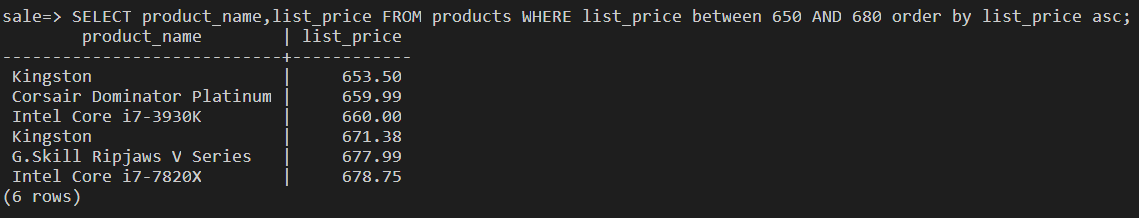 sale=> SELECT product_name,list_price FROM products WHERE list_price between 650 AND 680 order by list_price asc;
        product_name        | list_price
----------------------------+------------
 Kingston                   |     653.50
 Corsair Dominator Platinum |     659.99
 Intel Core i7-3930K        |     660.00
 Kingston                   |     671.38
 G.Skill Ripjaws V Series   |     677.99
 Intel Core i7-7820X        |     678.75
(6 rows)